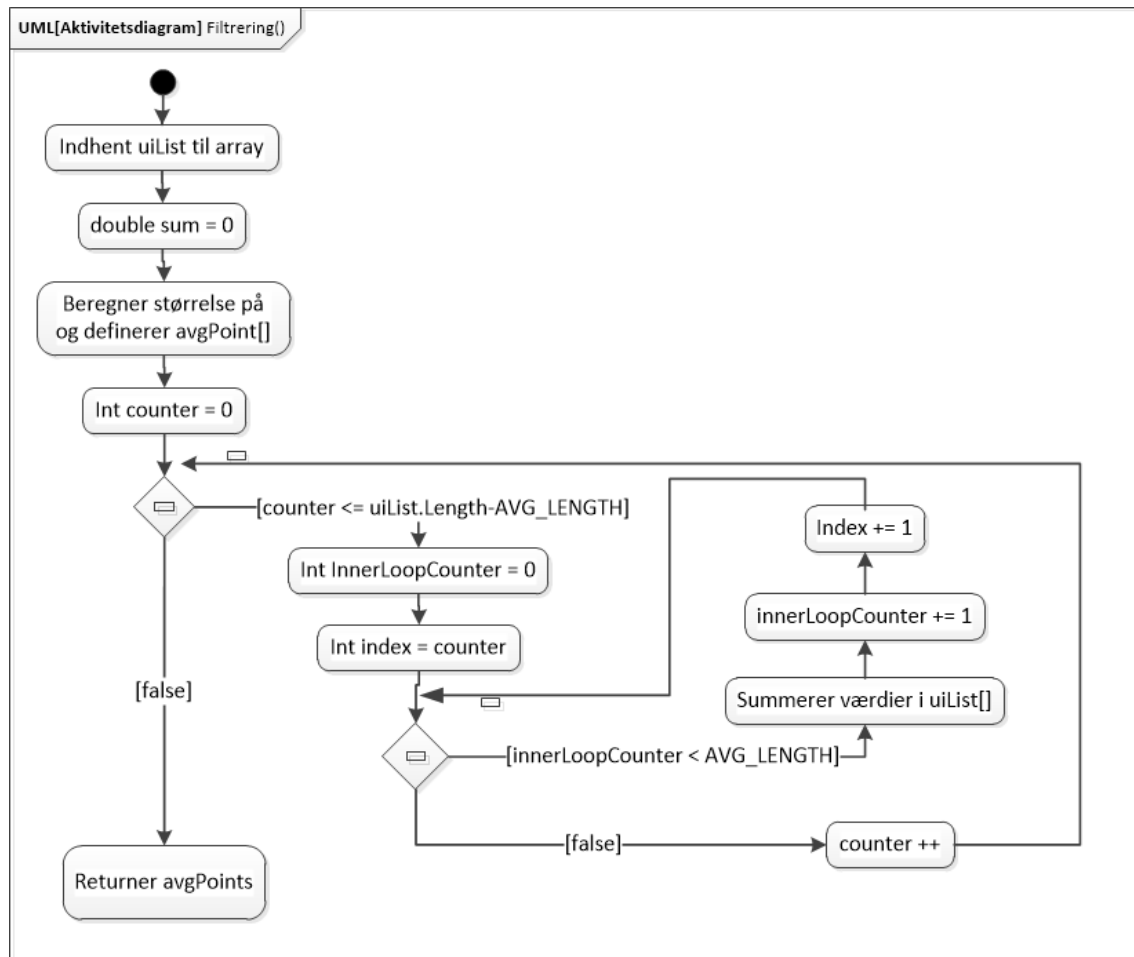 UML[Aktivitetsdiagram] Filtrering()
Indhent uiList til array
double sum = 0
Beregner størrelse på
og definerer avgPoint[]
Int counter = 0
[counter <= uiList.Length-AVG_LENGTH]
Int InnerLoopCounter = 0
Int index = counter
[innerLoopCounter < AVG_LENGTH]
Summerer værdier i uiList[]
innerLoopCounter += 1
Index += 1
[false]
counter ++
[false]
Returner avgPoints